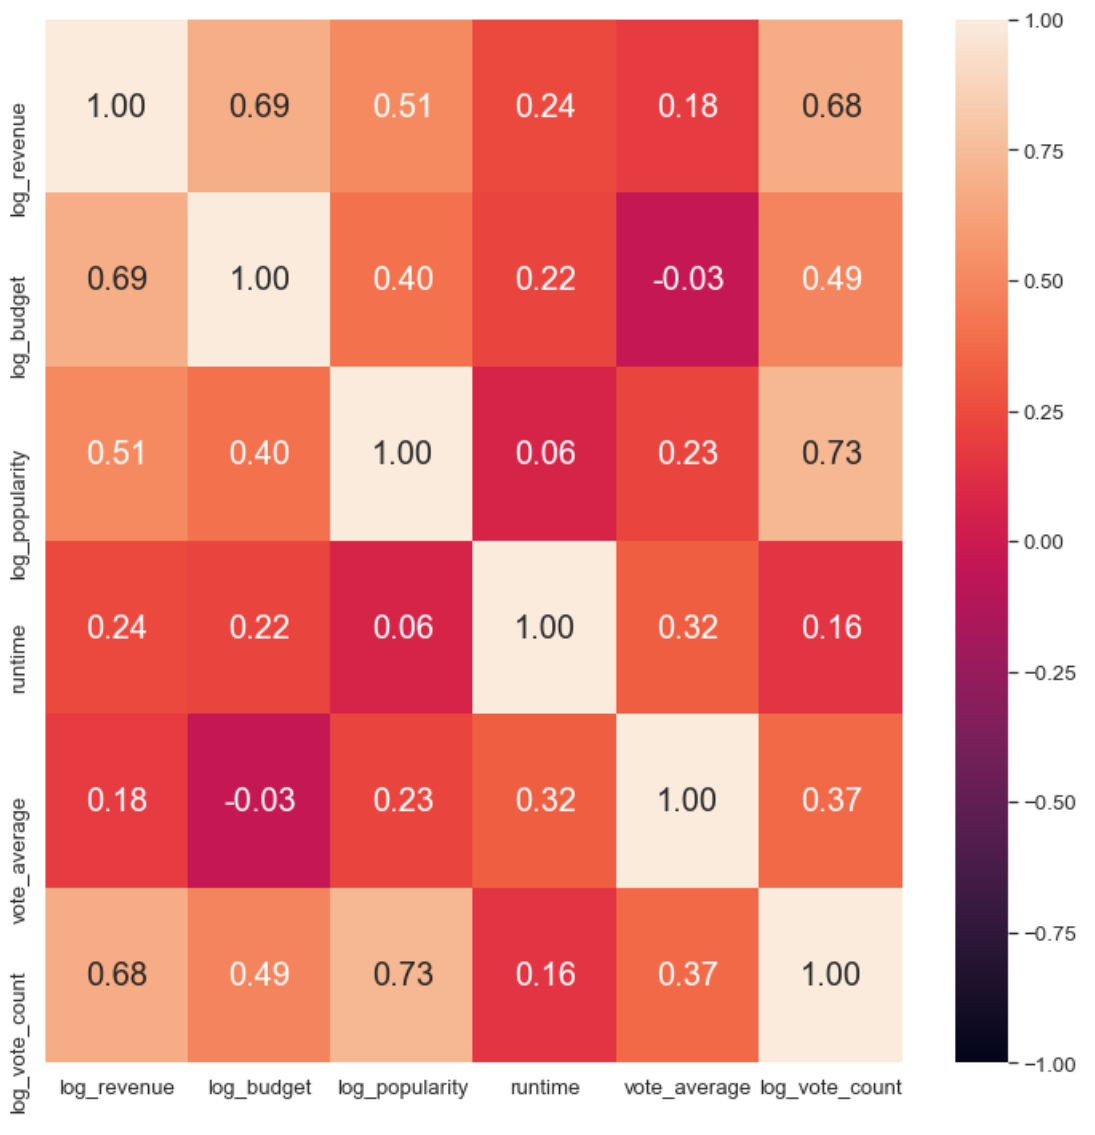 log_revenue 1.00 0.69 0.51 0.24 0.18 0.68
log_budget 0.69 1.00 0.40 0.22 -0.03 0.49
log_popularity 0.51 0.40 1.00 0.06 0.23 0.73
runtime 0.24 0.22 0.06 1.00 0.32 0.16
vote_average 0.18 -0.03 0.23 0.32 1.00 0.37
log_vote_count 0.68 0.49 0.73 0.16 0.37 1.00
log_revenue log_budget log_popularity runtime vote_average log_vote_count
1.00
0.75
0.50
0.25
0.00
−0.25
−0.50
−0.75
−1.00